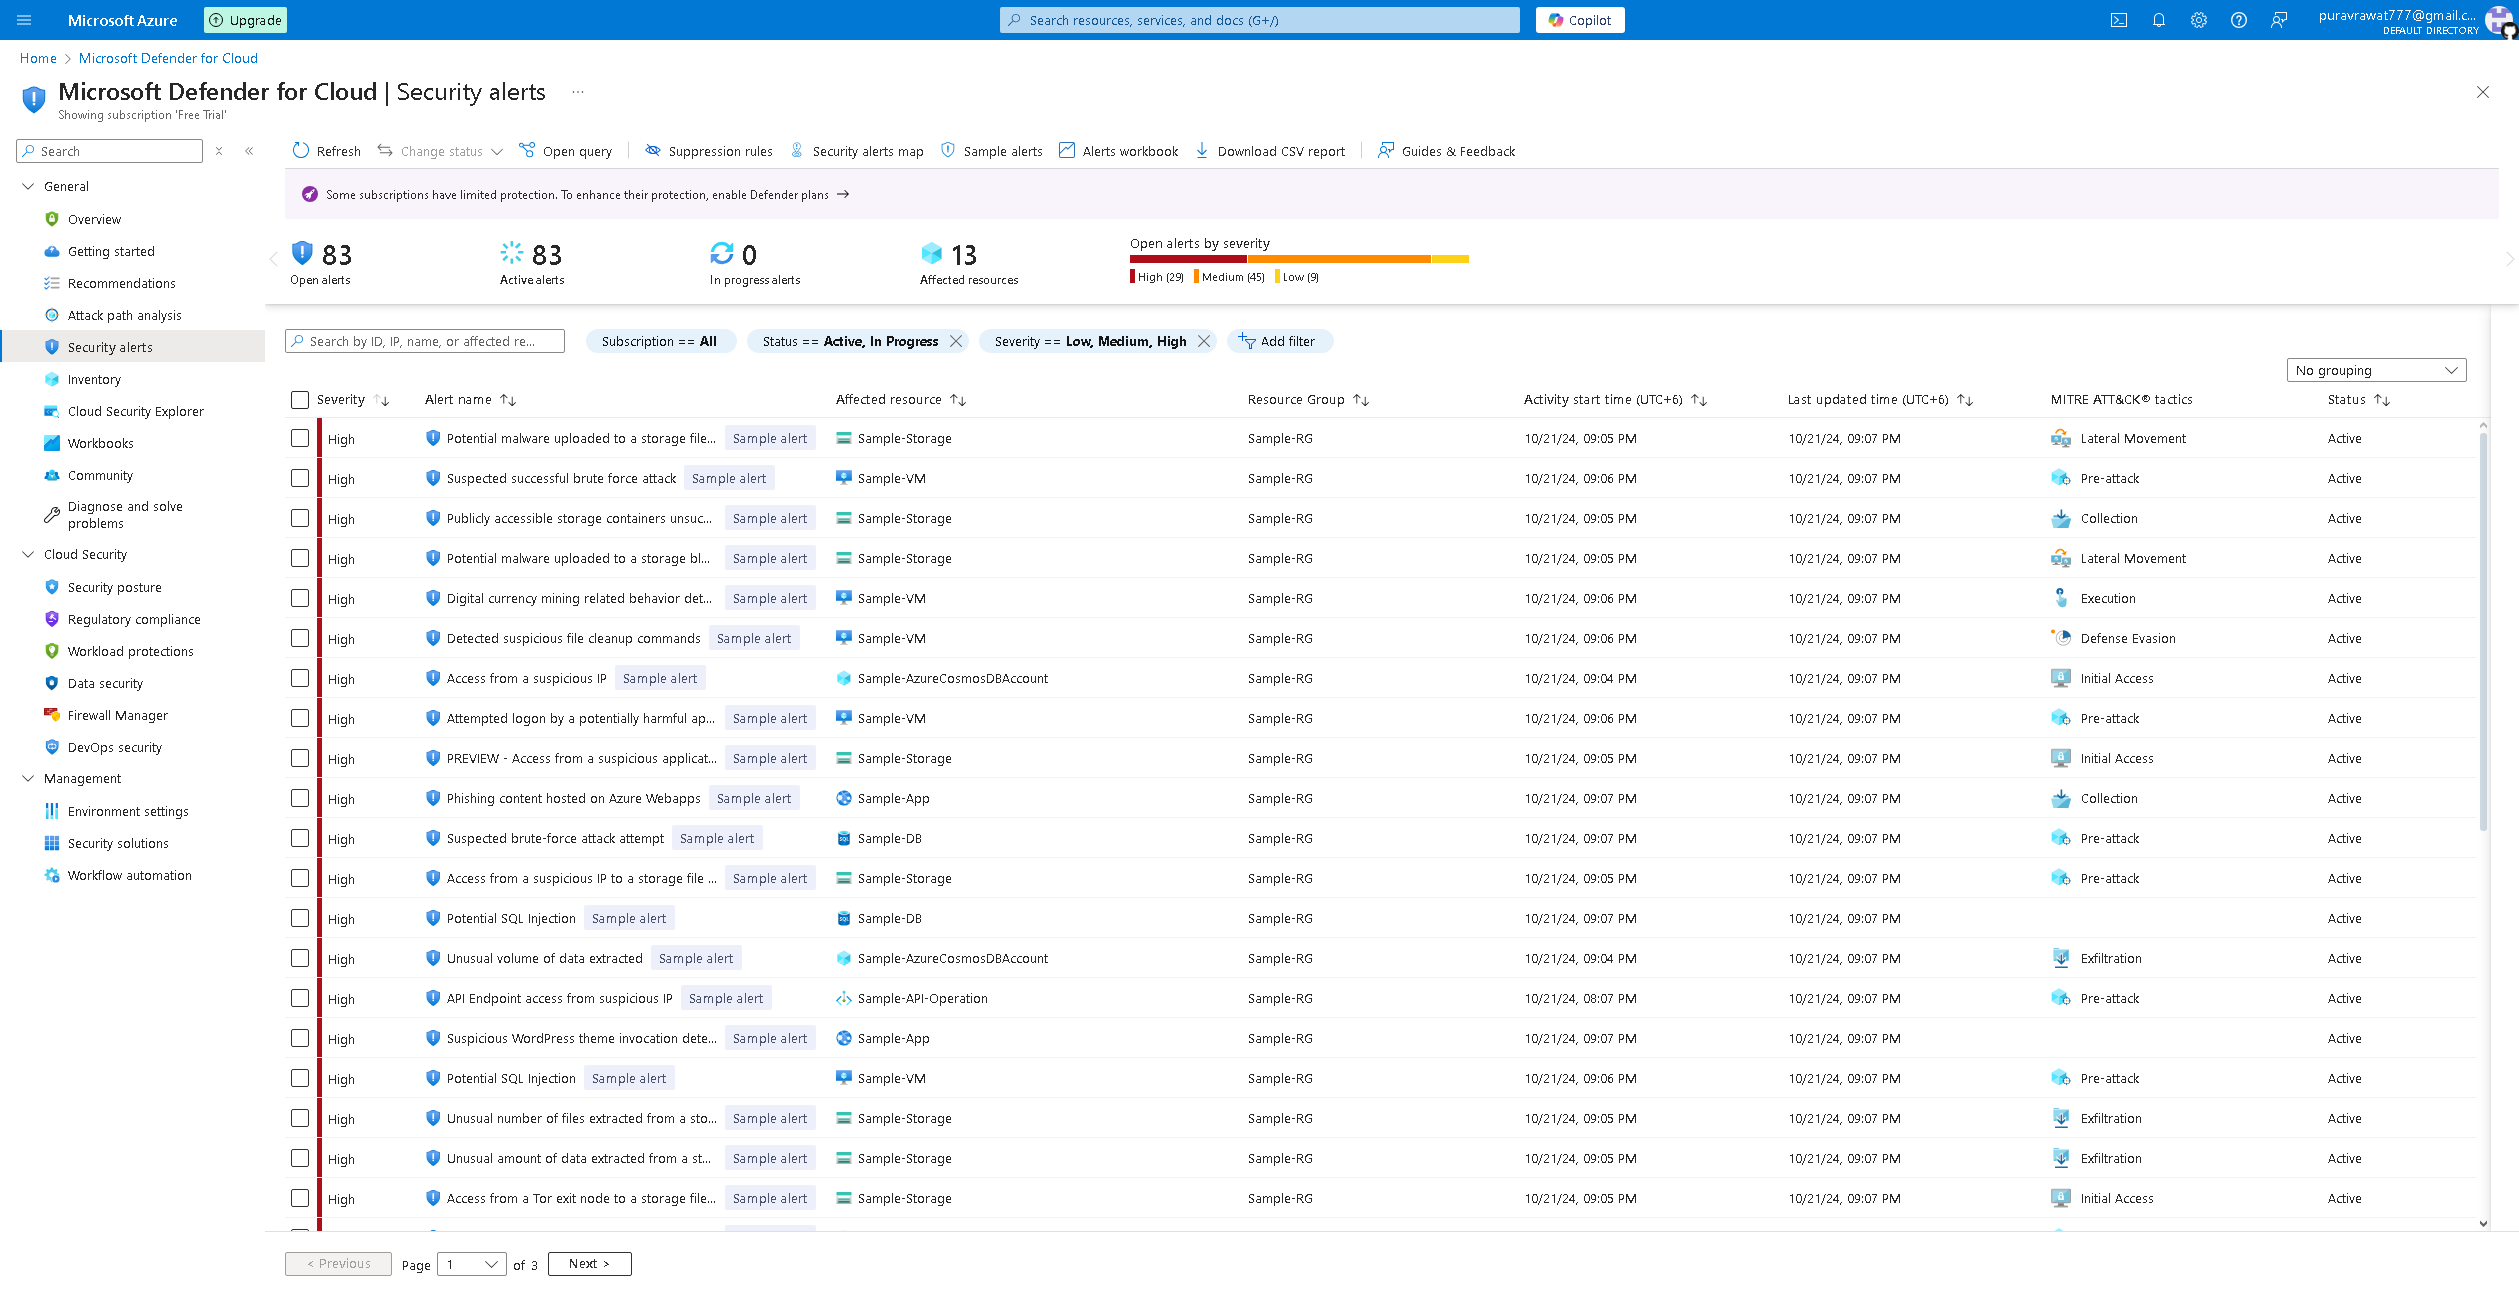 Microsoft Azure
Upgrade
Search resources, services, and docs (G+/)
Copilot
puravrawat777@gmail.c...
DEFAULT DIRECTORY
Home > Microsoft Defender for Cloud
Microsoft Defender for Cloud | Security alerts ...
Showing subscription 'Free Trial'
Search
General
Overview
Getting started
Recommendations
Attack path analysis
Security alerts
Inventory
Cloud Security Explorer
Workbooks
Community
Diagnose and solve
problems
Cloud Security
Security posture
Regulatory compliance
Workload protections
Data security
Firewall Manager
DevOps security
Management
Environment settings
Security solutions
Workflow automation
Refresh Change status Open query Suppression rules Security alerts map Sample alerts Alerts workbook Download CSV report Guides & Feedback
Some subscriptions have limited protection. To enhance their protection, enable Defender plans →
83
Open alerts
83
Active alerts
0
In progress alerts
13
Affected resources
Open alerts by severity
High (29) Medium (45) Low (9)
Search by ID, IP, name, or affected re...
Subscription == All
Status == Active, In Progress
Severity == Low, Medium, High
Add filter
No grouping
Severity Alert name Affected resource Resource Group Activity start time (UTC+6) Last updated time (UTC+6) MITRE ATT&CK® tactics Status
High Potential malware uploaded to a storage file... Sample alert Sample-Storage Sample-RG 10/21/24, 09:05 PM 10/21/24, 09:07 PM Lateral Movement Active
High Suspected successful brute force attack Sample alert Sample-VM Sample-RG 10/21/24, 09:06 PM 10/21/24, 09:07 PM Pre-attack Active
High Publicly accessible storage containers unsuc... Sample alert Sample-Storage Sample-RG 10/21/24, 09:05 PM 10/21/24, 09:07 PM Collection Active
High Potential malware uploaded to a storage bl... Sample alert Sample-Storage Sample-RG 10/21/24, 09:05 PM 10/21/24, 09:07 PM Lateral Movement Active
High Digital currency mining related behavior det... Sample alert Sample-VM Sample-RG 10/21/24, 09:06 PM 10/21/24, 09:07 PM Execution Active
High Detected suspicious file cleanup commands Sample alert Sample-VM Sample-RG 10/21/24, 09:06 PM 10/21/24, 09:07 PM Defense Evasion Active
High Access from a suspicious IP Sample alert Sample-AzureCosmosDBAccount Sample-RG 10/21/24, 09:04 PM 10/21/24, 09:07 PM Initial Access Active
High Attempted logon by a potentially harmful ap... Sample alert Sample-VM Sample-RG 10/21/24, 09:06 PM 10/21/24, 09:07 PM Pre-attack Active
High PREVIEW - Access from a suspicious applicat... Sample alert Sample-Storage Sample-RG 10/21/24, 09:05 PM 10/21/24, 09:07 PM Initial Access Active
High Phishing content hosted on Azure Webapps Sample alert Sample-App Sample-RG 10/21/24, 09:07 PM 10/21/24, 09:07 PM Collection Active
High Suspected brute-force attack attempt Sample alert Sample-DB Sample-RG 10/21/24, 09:07 PM 10/21/24, 09:07 PM Pre-attack Active
High Access from a suspicious IP to a storage file ... Sample alert Sample-Storage Sample-RG 10/21/24, 09:05 PM 10/21/24, 09:07 PM Pre-attack Active
High Potential SQL Injection Sample alert Sample-DB Sample-RG 10/21/24, 09:07 PM 10/21/24, 09:07 PM Active
High Unusual volume of data extracted Sample alert Sample-AzureCosmosDBAccount Sample-RG 10/21/24, 09:04 PM 10/21/24, 09:07 PM Exfiltration Active
High API Endpoint access from suspicious IP Sample alert Sample-API-Operation Sample-RG 10/21/24, 08:07 PM 10/21/24, 09:07 PM Pre-attack Active
High Suspicious WordPress theme invocation dete... Sample alert Sample-App Sample-RG 10/21/24, 09:07 PM 10/21/24, 09:07 PM Active
High Potential SQL Injection Sample alert Sample-VM Sample-RG 10/21/24, 09:06 PM 10/21/24, 09:07 PM Pre-attack Active
High Unusual number of files extracted from a sto... Sample alert Sample-Storage Sample-RG 10/21/24, 09:05 PM 10/21/24, 09:07 PM Exfiltration Active
High Unusual amount of data extracted from a st... Sample alert Sample-Storage Sample-RG 10/21/24, 09:05 PM 10/21/24, 09:07 PM Exfiltration Active
High Access from a Tor exit node to a storage file... Sample alert Sample-Storage Sample-RG 10/21/24, 09:05 PM 10/21/24, 09:07 PM Initial Access Active
< Previous Page 1 of 3 Next >